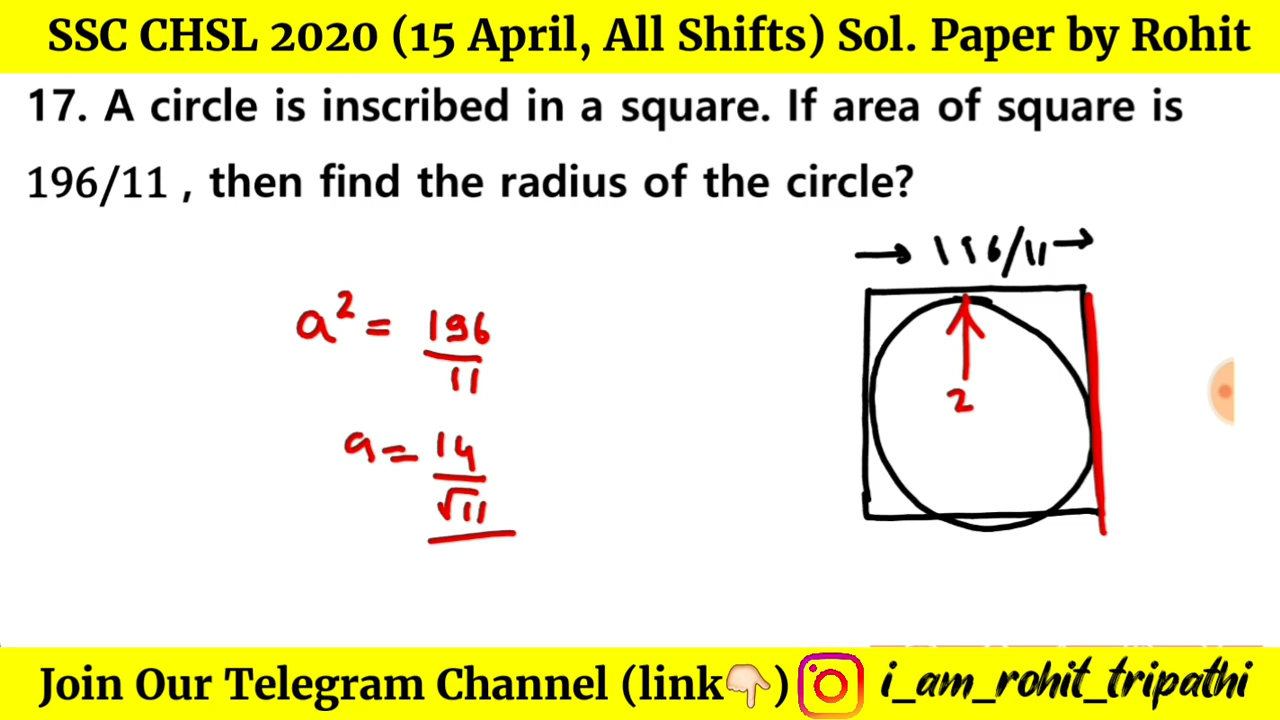 SSC CHSL 2020 (15 April, All Shifts) Sol. Paper by Rohit
17. A circle is inscribed in a square. If area of square is
196/11 , then find the radius of the circle?
→ 196/11 →
a² = 196/11
a = 14/√11
2
Join Our Telegram Channel (link👇🏻) i_am_rohit_tripathi